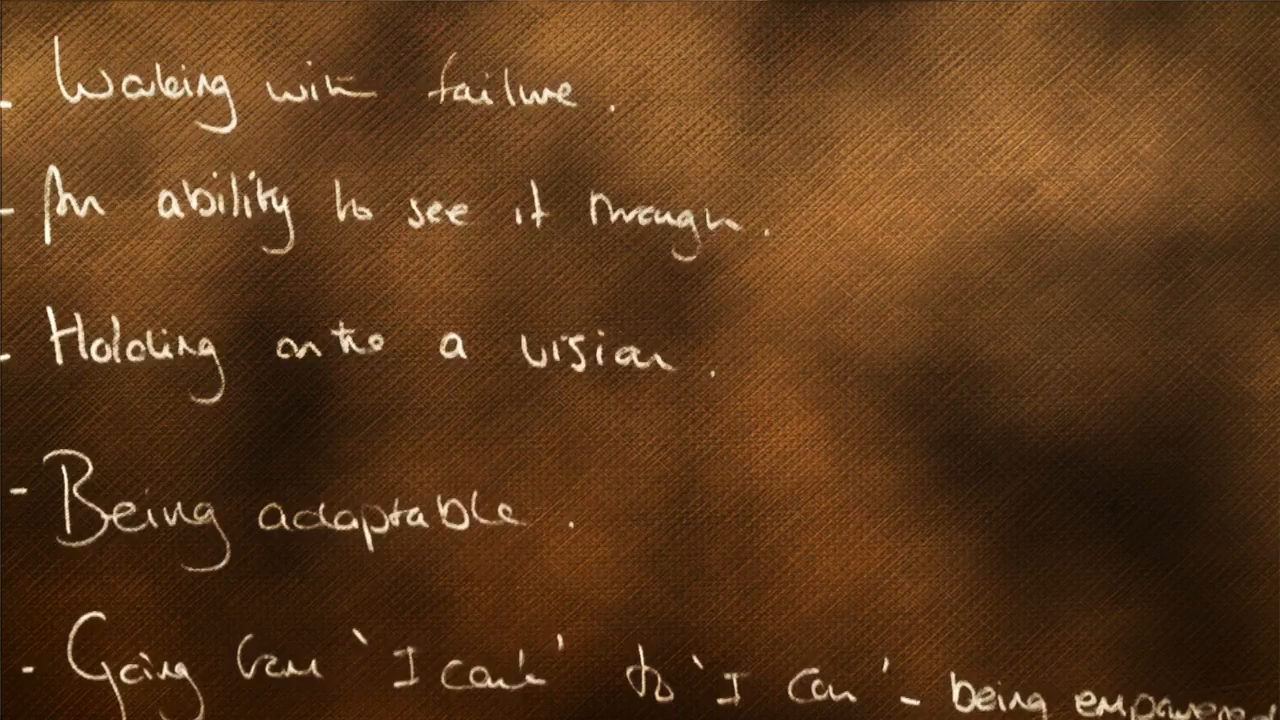 - Working with failure.
- An ability to see it through.
- Holding onto a vision.
- Being adaptable.
- Going from 'I can't' to 'I can' - being empowered